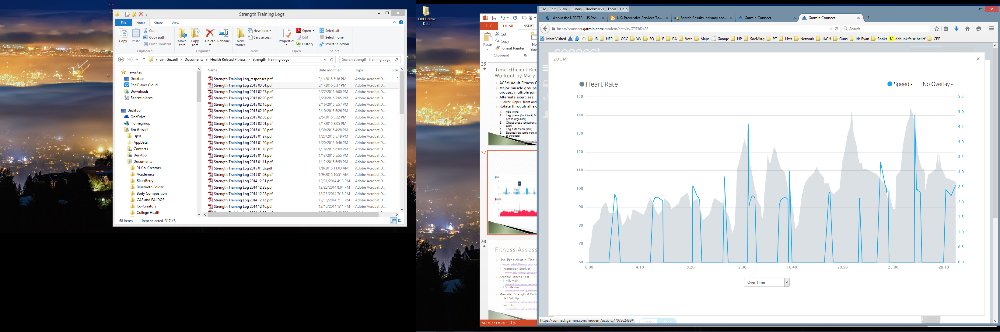 Strength Training Logs
File Home Share View
Copy
Paste
Cut
Copy path
Paste shortcut
Clipboard
Move to
Copy to
Delete
Rename
Organize
New folder
New item
Easy access
New
Properties
Open
Edit
History
Open
Select all
Select none
Invert selection
Select
Jim Grizzell Documents Health Related Fitness Strength Training Logs
Search Strength Training Logs
Favorites
Desktop
RealPlayer Cloud
Downloads
Recent places
Desktop
OneDrive
Homegroup
Jim Grizzell
.spss
AppData
Contacts
Desktop
Documents
01 Co-Creators
Academics
BlackBerry
Bluetooth Folder
Body Composition
CAS and FALDOS
Co-Creators
College Health
Name Date modified Type Size
Strength Training Log_responses.pdf 3/1/2015 5:38 PM Adobe Acrobat D... 23
Strength Training Log 2015 03 01.pdf 3/1/2015 5:37 PM Adobe Acrobat D...
Strength Training Log 2015 02 27.pdf 2/27/2015 5:00 PM Adobe Acrobat D...
Strength Training Log 2015 02 20.pdf 2/20/2015 7:05 PM Adobe Acrobat D...
Strength Training Log 2015 02 16.pdf 2/16/2015 5:57 PM Adobe Acrobat D...
Strength Training Log 2015 02 10.pdf 2/10/2015 6:26 PM Adobe Acrobat D...
Strength Training Log 2015 02 05.pdf 2/5/2015 8:22 PM Adobe Acrobat D...
Strength Training Log 2015 02 01.pdf 2/1/2015 8:05 PM Adobe Acrobat D...
Strength Training Log 2015 01 30.pdf 1/30/2015 4:28 PM Adobe Acrobat D...
Strength Training Log 2015 01 27.pdf 1/27/2015 5:19 PM Adobe Acrobat D...
Strength Training Log 2015 01 20.pdf 1/20/2015 5:46 PM Adobe Acrobat D...
Strength Training Log 2015 01 18.pdf 1/18/2015 6:09 PM Adobe Acrobat D...
Strength Training Log 2015 01 13.pdf 1/13/2015 5:55 PM Adobe Acrobat D...
Strength Training Log 2015 01 11.pdf 1/12/2015 6:59 PM Adobe Acrobat D...
Strength Training Log 2015 01 0x.pdf 1/9/2015 11:03 AM Adobe Acrobat D...
Strength Training Log 2015 01 08.pdf 1/9/2015 10:51 AM Adobe Acrobat D...
Strength Training Log 2014 12 31.pdf 12/31/2014 4:13 PM Adobe Acrobat D...
Strength Training Log 2014 12 28.pdf 12/28/2014 8:04 PM Adobe Acrobat D...
Strength Training Log 2014 12 23.pdf 12/23/2014 7:13 PM Adobe Acrobat D...
Strength Training Log 2014 12 16.pdf 12/16/2014 7:11 PM Adobe Acrobat D...
Strength Training Log 2014 12 10.pdf 12/10/2014 1:11 PM Adobe Acrobat D...
68 items 1 item selected 317 KB
Old Firefox
Data
FILE HOME INSERT
Paste
Cut
Copy
Format Painter
Clipboard
Ne
Slide
36
Time Efficient Rec
Workout by Mary
ACSM Adult Fitness C
Major muscle groups
groups, multiple join
Alternate exercises
lower, upper, front and
Rotate through all ex
1. Abs (front)
2. Leg press (front, back) &
press (legs back)
3. Chest press (chest front,
back)
4. Leg extension (front)
5. Seated row (arms front, b
of shoulders)
37
38
Fitness Assess
Use President's Chall
www.adultfitnesstest.o
Instruction Booklet
www.adultfitnesstest.or
Aerobic Fitness Test
1-mile walk
1.5 mile run
Muscular Strength & Endu
Half Sit-Up
Push-Up
SLIDE 37 OF 80
File Edit View History Bookmarks Tools Help
About the USPSTF - US Pre...
U.S. Preventive Services Ta...
Search Results: primary sec...
Garmin Connect
Garmin Connect
https://connect.garmin.com/modern/activity/707362438
Search
Most Visited JB HEP CCC Wx EQ E PA Vote Maps Garage HP SocMktg PT Lists Network JACH Guns Iris Ryan Books debunk false belief CPP
ZOOM
Heart Rate
Speed
No Overlay
150 5.5
140 5.0
4.5
130
4.0
120
3.5
110 3.0
100 2.5
2.0
90
1.5
80
1.0
70 0.5
60 0.0
0:00 4:10 8:20 12:30 16:40 20:50 25:00 29:10
Over Time
https://connect.garmin.com/modern/activity/707362438#
Pace Speed